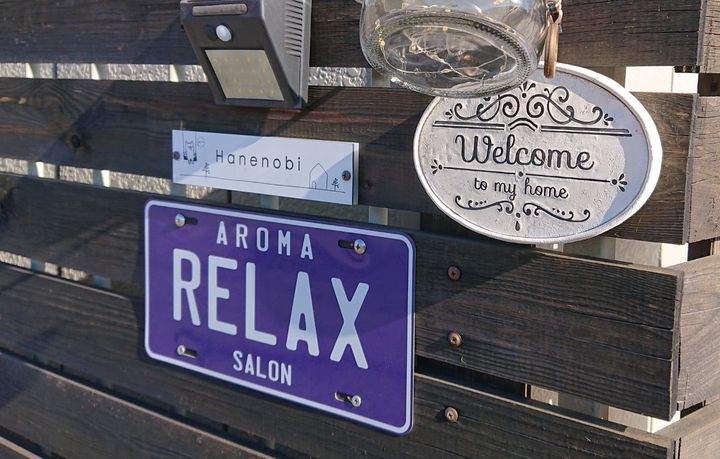 Hanenobi
Welcome
to my home
AROMA
RELAX
SALON